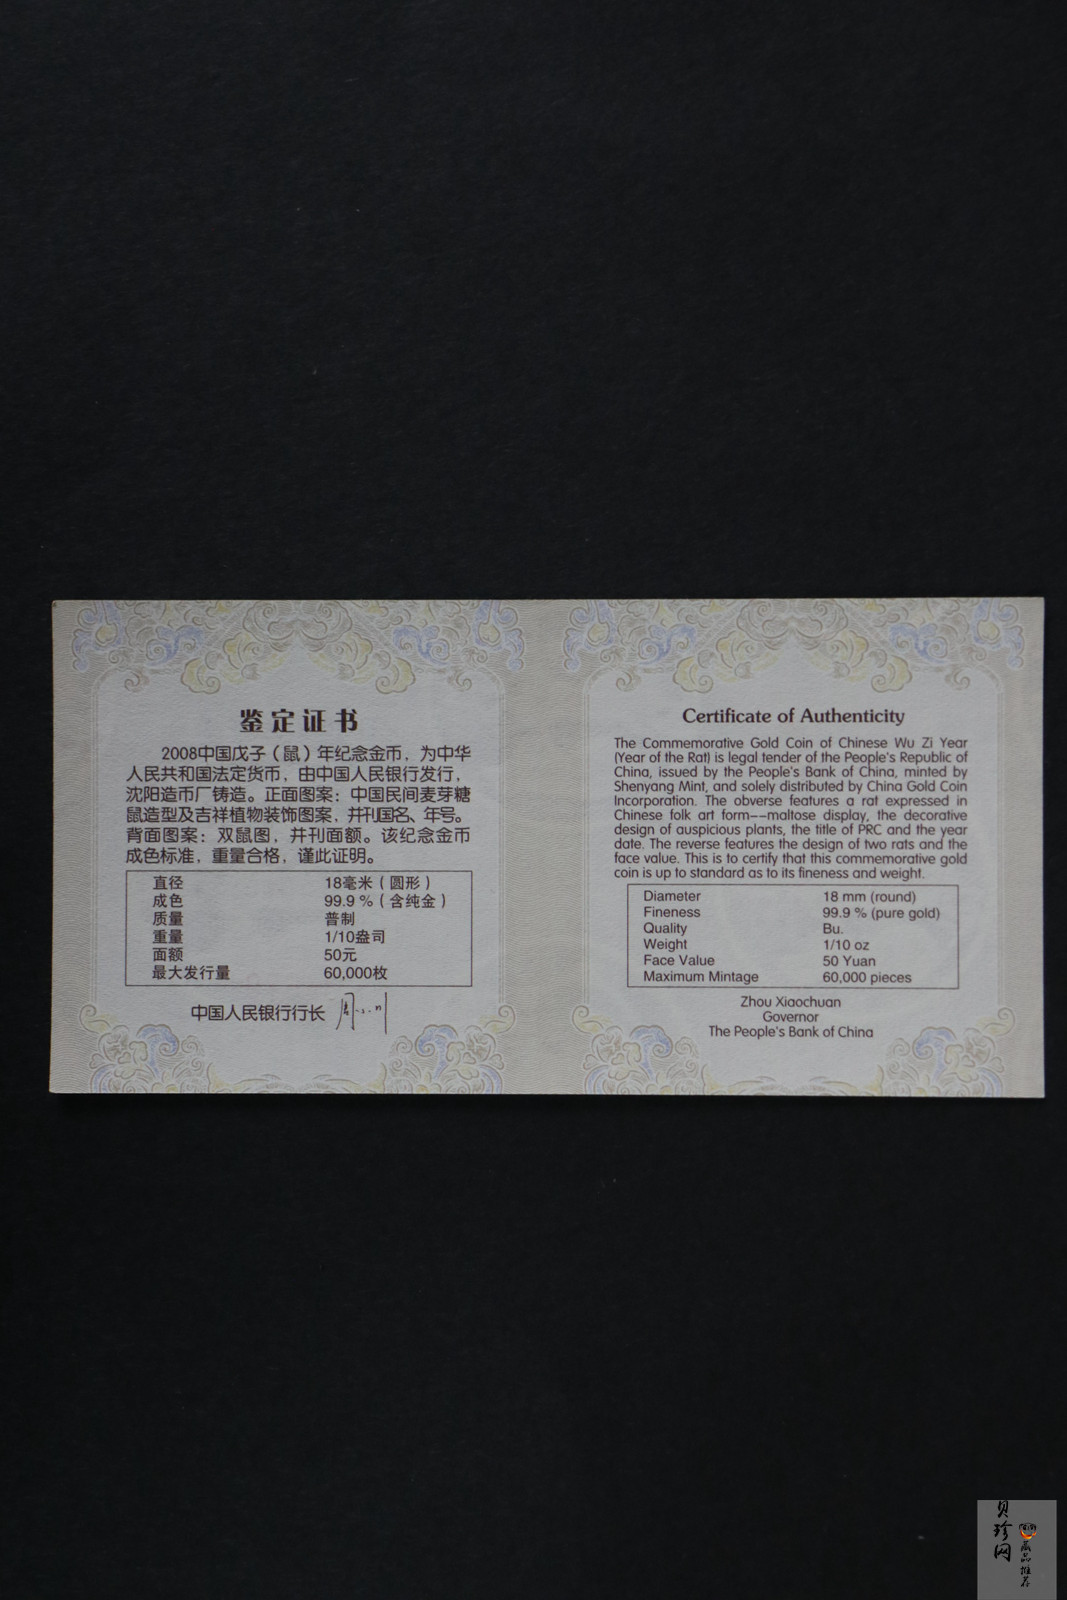 鉴定证书
2008中国戊子（鼠）年纪念金币，为中华
人民共和国法定货币，由中国人民银行发行，
沈阳造币厂铸造。正面图案：中国民间麦芽糖
鼠造型及吉祥植物装饰图案，并刊国名、年号。
背面图案：双鼠图，并刊面额。该纪念金币
成色标准，重量合格，谨此证明。
直径 18毫米（圆形）
成色 99.9 %（含纯金）
质量 普制
重量 1/10盎司
面额 50元
最大发行量 60,000枚
中国人民银行行长
Certificate of Authenticity
The Commemorative Gold Coin of Chinese Wu Zi Year
(Year of the Rat) is legal tender of the People's Republic of
China, issued by the People's Bank of China, minted by
Shenyang Mint, and solely distributed by China Gold Coin
Incorporation. The obverse features a rat expressed in
Chinese folk art form--maltose display, the decorative
design of auspicious plants, the title of PRC and the year
date. The reverse features the design of two rats and the
face value. This is to certify that this commemorative gold
coin is up to standard as to its fineness and weight.
Diameter 18 mm (round)
Fineness 99.9 % (pure gold)
Quality Bu.
Weight 1/10 oz
Face Value 50 Yuan
Maximum Mintage 60,000 pieces
Zhou Xiaochuan
Governor
The People's Bank of China
贝珍网
藏品推荐